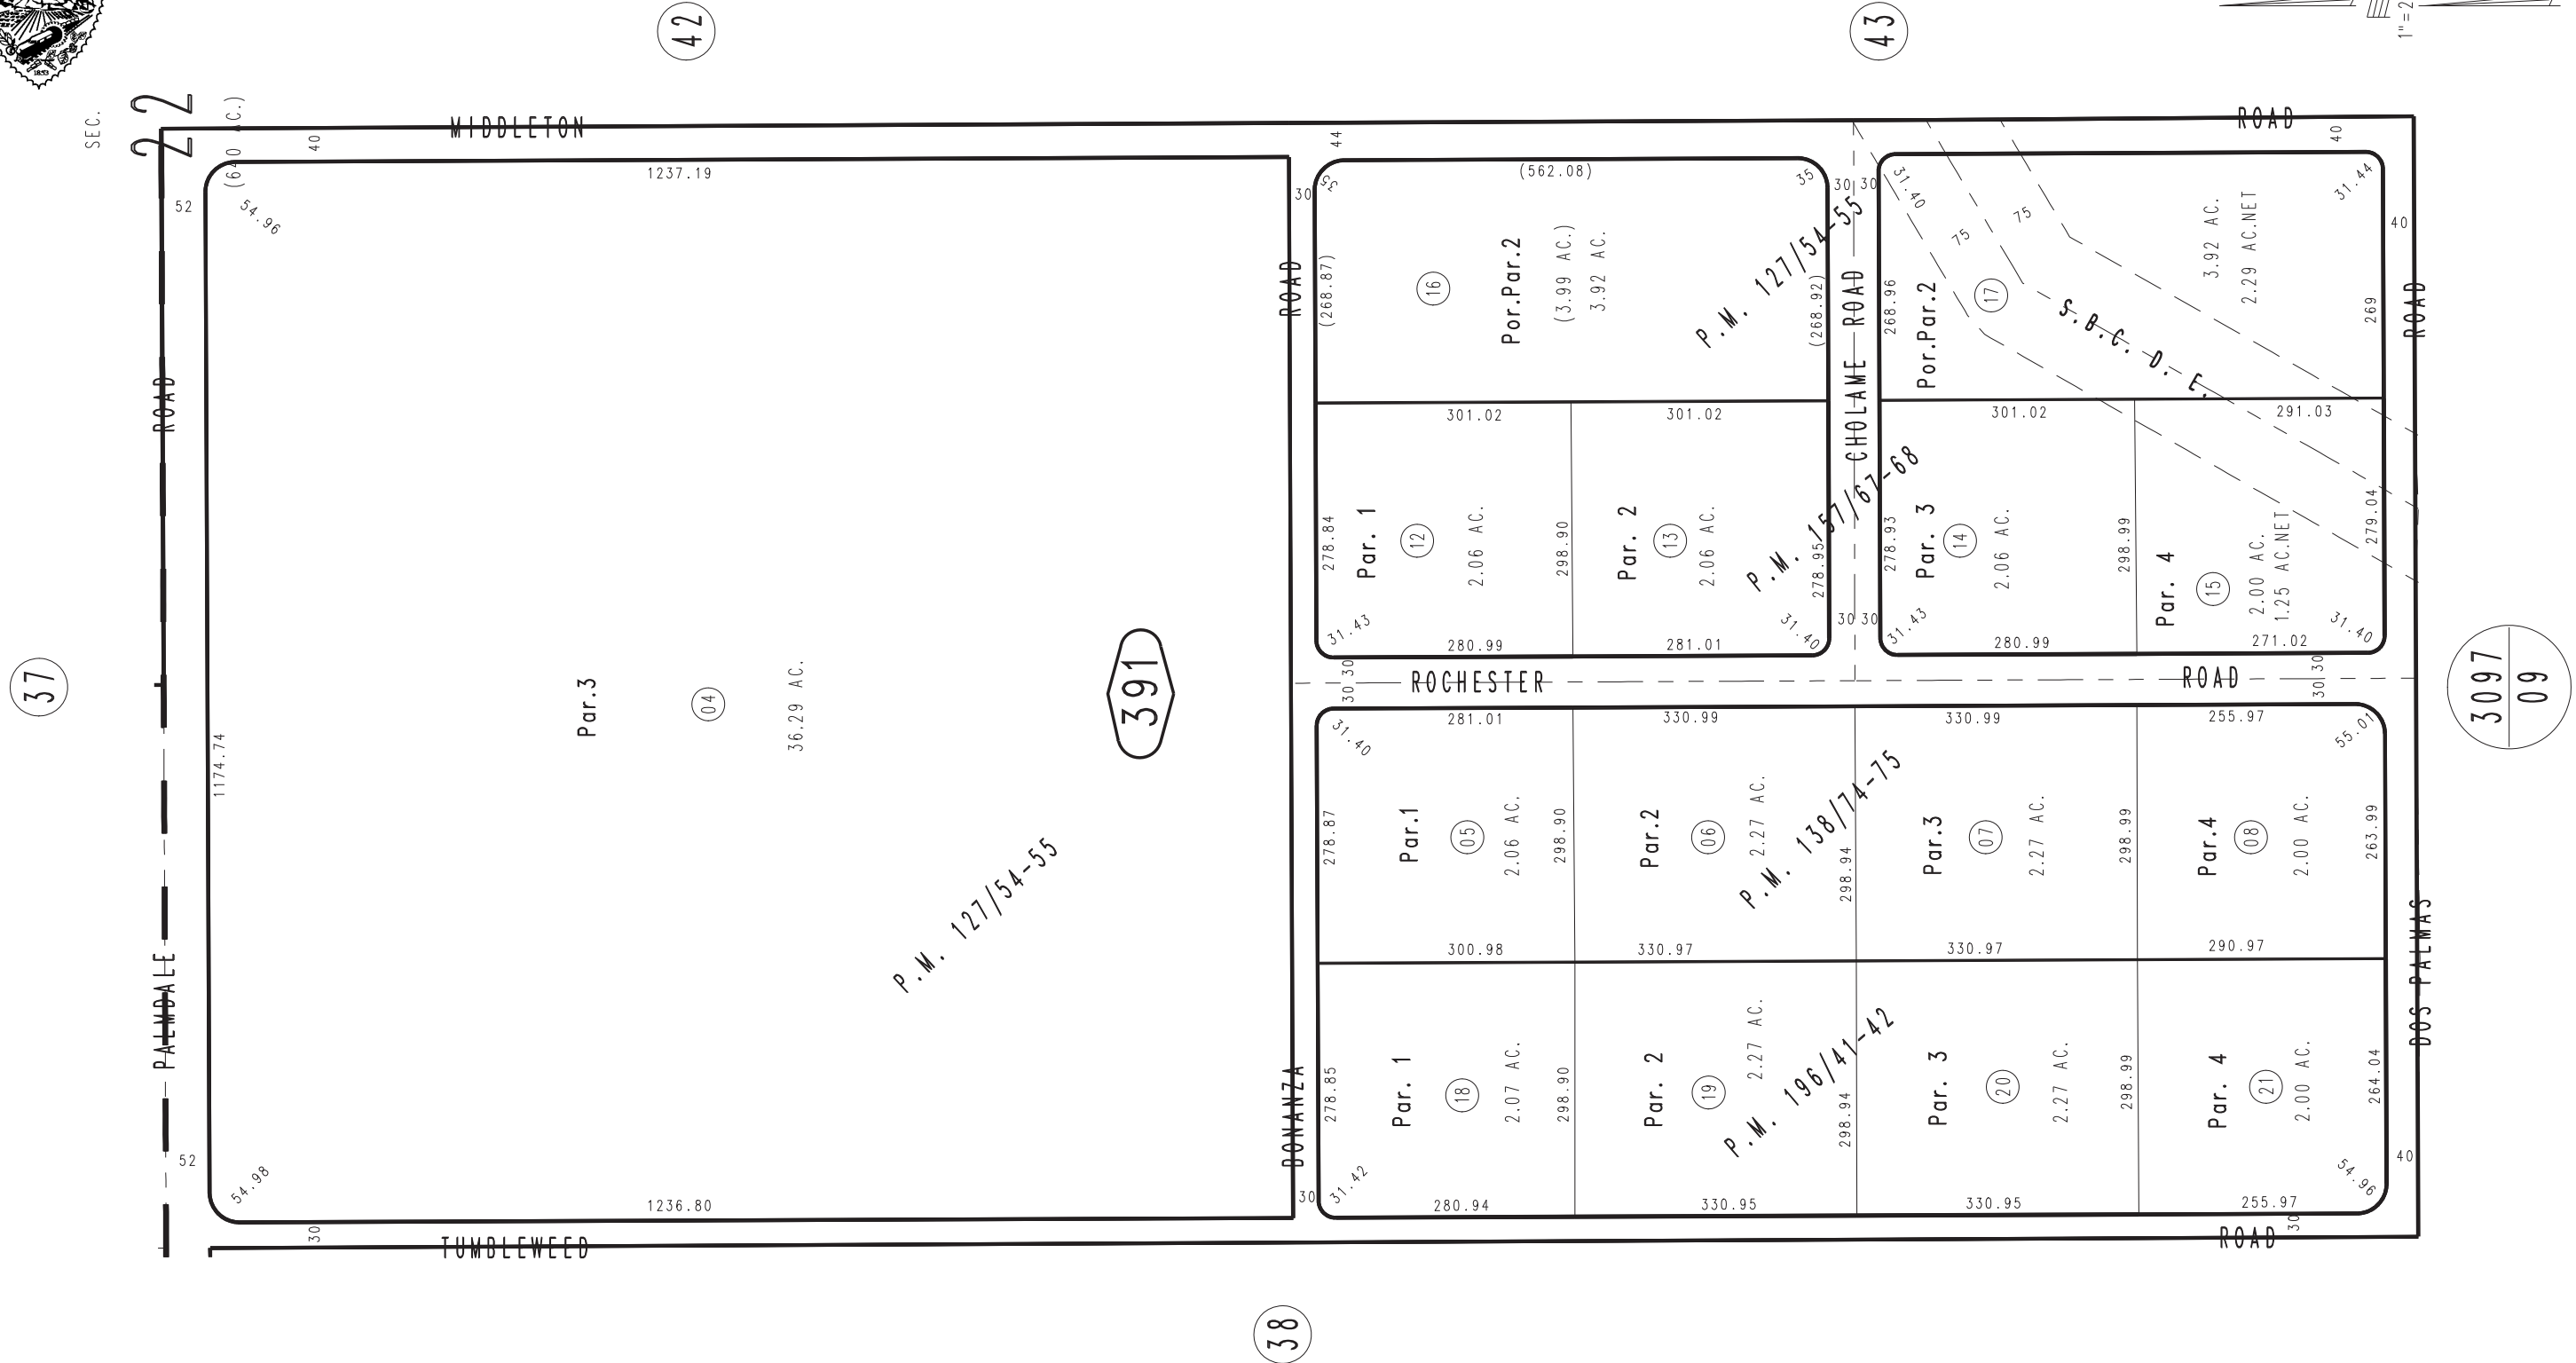 42
43
1853
1"=2
SEC.
22
(640 AC.)
MIDDLETON
ROAD
40
44
40
52
54.96
1237.19
30
35
(562.08)
35
30
30
31.40
75
75
31.44
40
ROAD
ROAD
(268.87)
16
Por.Par.2
(3.99 AC.)
3.92 AC.
P.M. 127/54-55
(268.92)
CHOLAME ROAD
268.96
Por.Par.2
17
S.B.C. D. E.
3.92 AC.
2.29 AC.NET
269
ROAD
301.02
301.02
301.02
291.03
278.84
Par. 1
12
2.06 AC.
298.90
Par. 2
13
2.06 AC.
P.M. 157/67-68
278.95
278.93
Par. 3
14
2.06 AC.
298.99
Par. 4
15
2.00 AC.
1.25 AC.NET
279.04
31.43
280.99
281.01
31.40
30
30
31.43
280.99
271.02
31.40
37
Par.3
04
36.29 AC.
391
30
30
ROCHESTER
ROAD
30
30
3097
09
1174.74
31.40
281.01
330.99
330.99
255.97
55.01
278.87
Par.1
05
2.06 AC.
298.90
Par.2
06
2.27 AC.
P.M. 138/74-75
298.94
Par.3
07
2.27 AC.
298.99
Par.4
08
2.00 AC.
263.99
P.M. 127/54-55
PALMDALE
300.98
330.97
330.97
290.97
DOS PALMAS
BONANZA
278.85
Par. 1
18
2.07 AC.
298.90
Par. 2
19
2.27 AC.
P.M. 196/41-42
298.94
Par. 3
20
2.27 AC.
298.99
Par. 4
21
2.00 AC.
264.04
52
54.98
1236.80
30
31.42
280.94
330.95
330.95
255.97
54.96
40
30
TUMBLEWEED
30
ROAD
38